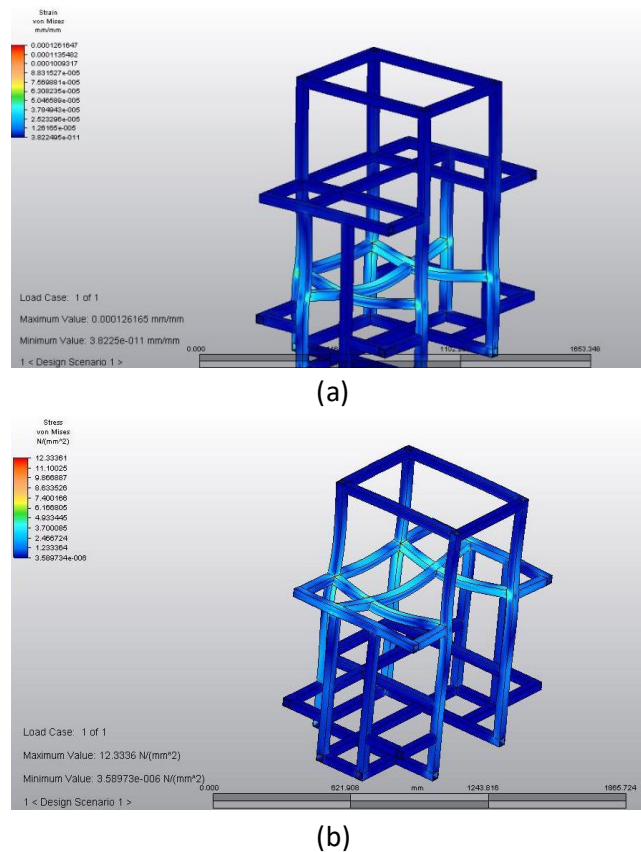 Strain
von Mises
mm/mm
0.0001261647
0.0001135482
0.0001009317
8.831527e-005
7.569881e-005
6.308235e-005
5.046589e-005
3.784943e-005
2.523296e-005
1.26165e-005
3.822495e-011
Load Case: 1 of 1
Maximum Value: 0.000126165 mm/mm
Minimum Value: 3.8225e-011 mm/mm
0.000
1653.348
1 < Design Scenario 1 >
(a)
Stress
von Mises
N/(mm^2)
12.33361
11.10025
9.866887
8.633526
7.400166
6.166805
4.933445
3.700085
2.466724
1.233364
3.589734e-006
Load Case: 1 of 1
Maximum Value: 12.3336 N/(mm^2)
Minimum Value: 3.58973e-006 N/(mm^2)
0.000 621.908 mm 1243.816 1865.724
1 < Design Scenario 1 >
(b)